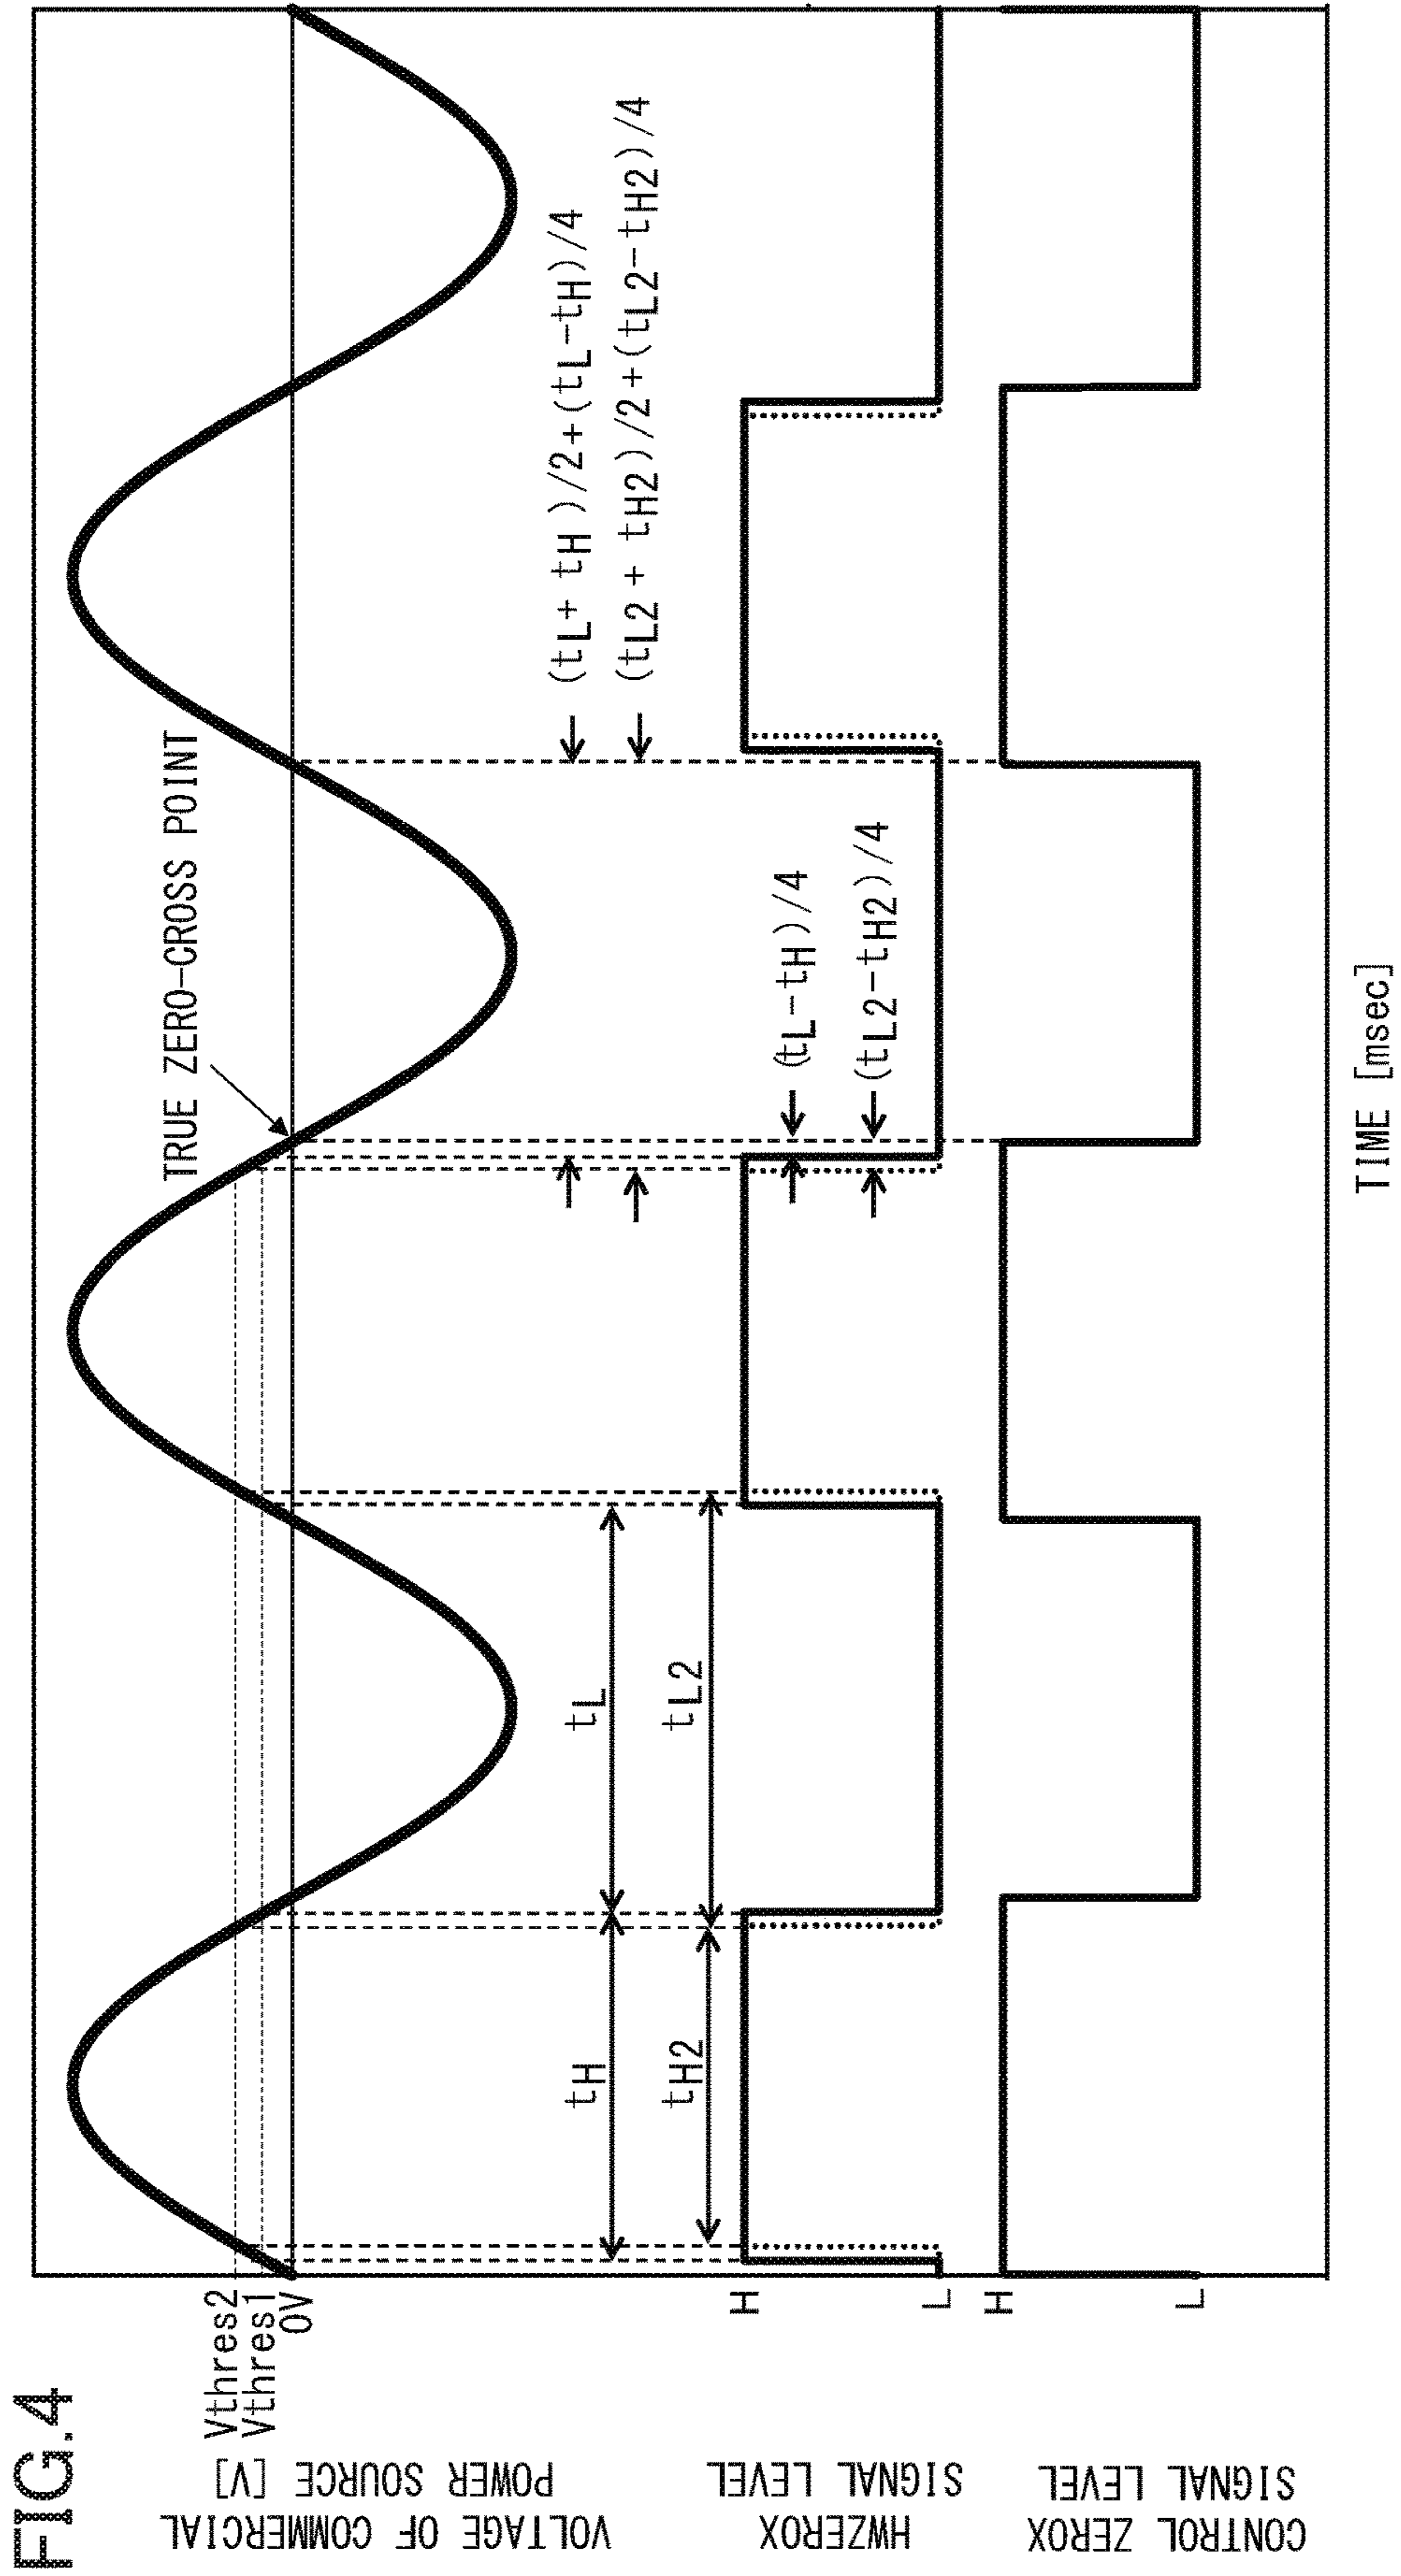 FIG.4
VOLTAGE OF COMMERCIAL
POWER SOURCE [V]
Vthres2
Vthres1
0V
TRUE ZERO-CROSS POINT
tH
tL
tH2
tL2
(tL+ tH)/2+(tL-tH)/4
(tL2 + tH2)/2+(tL2-tH2)/4
(tL-tH)/4
(tL2-tH2)/4
HWZEROX
SIGNAL LEVEL
H
L
CONTROL ZEROX
SIGNAL LEVEL
H
L
TIME [msec]